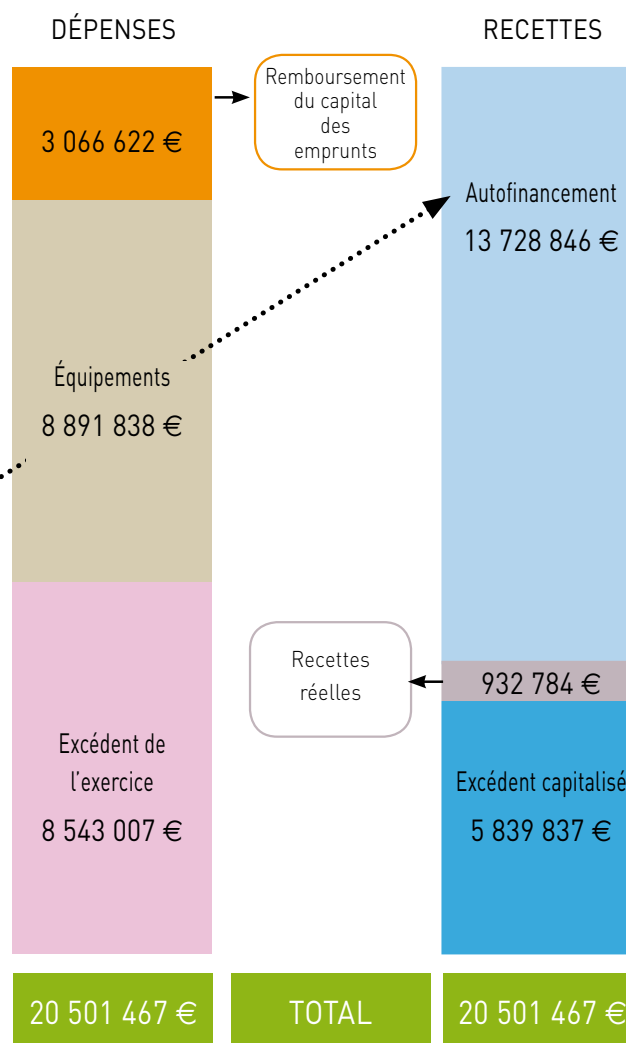 DÉPENSES
RECETTES
3 066 622 €
Remboursement
du capital
des
emprunts
Autofinancement
13 728 846 €
Équipements
8 891 838 €
Recettes
réelles
932 784 €
Excédent de
l'exercice
8 543 007 €
Excédent capitalisé
5 839 837 €
20 501 467 €
TOTAL
20 501 467 €